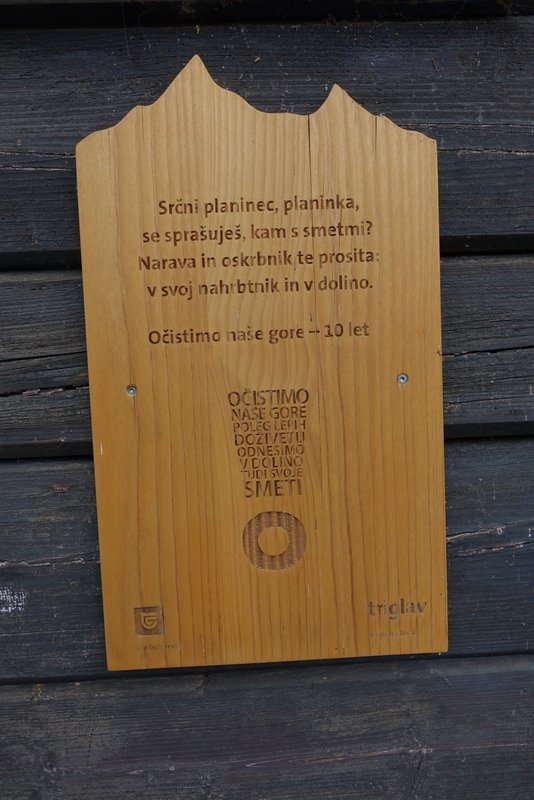 Srčni planinec, planinka,
se sprašuješ, kam s smetmi?
Narava in oskrbnik te prosita:
v svoj nahrbtnik in v dolino.
Očistimo naše gore – 10 let
OČISTIMO
NAŠE GORE
POLEG LEPIH
DOŽIVETIJ
ODNESIMO
V DOLINO
TUDI SVOJE
SMETI
G
triglav